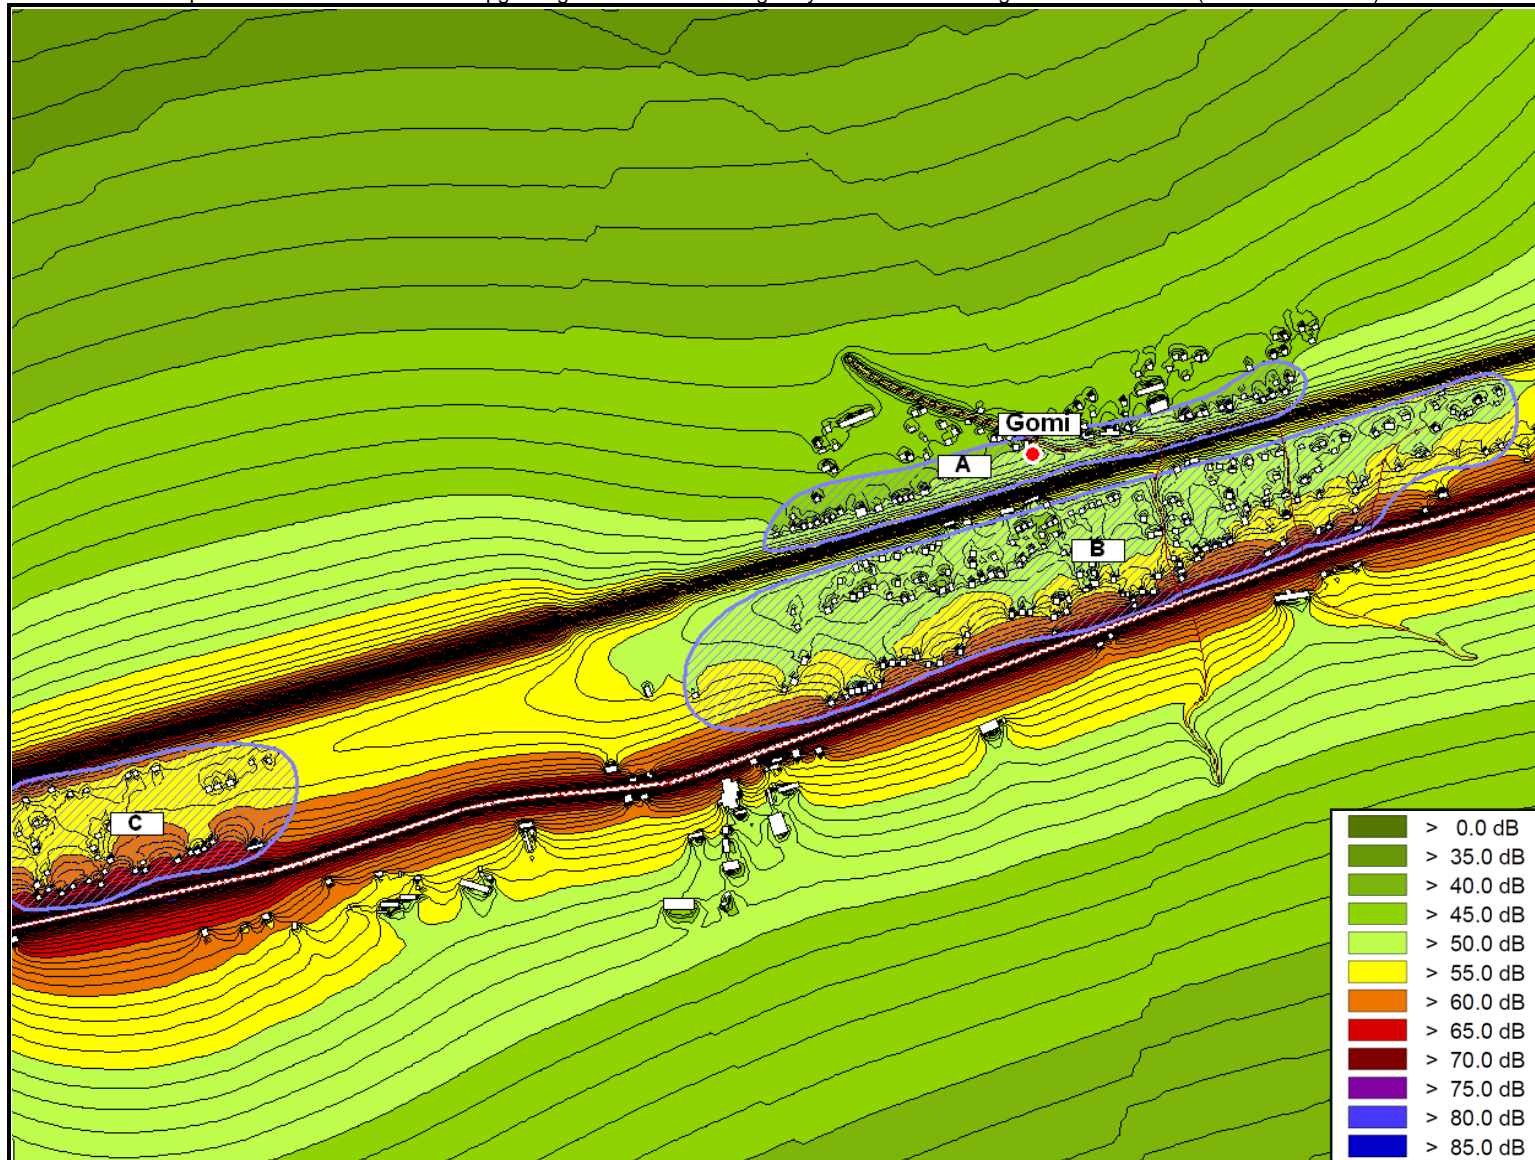 Gomi
A
B
C
> 0.0 dB
> 35.0 dB
> 40.0 dB
> 45.0 dB
> 50.0 dB
> 55.0 dB
> 60.0 dB
> 65.0 dB
> 70.0 dB
> 75.0 dB
> 80.0 dB
> 85.0 dB